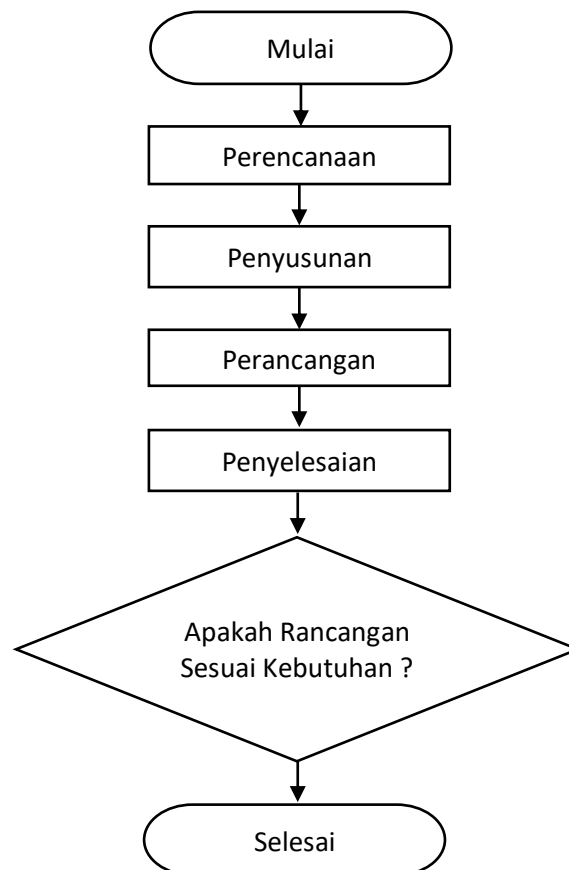 Mulai
Perencanaan
Penyusunan
Perancangan
Penyelesaian
Apakah Rancangan
Sesuai Kebutuhan ?
Selesai